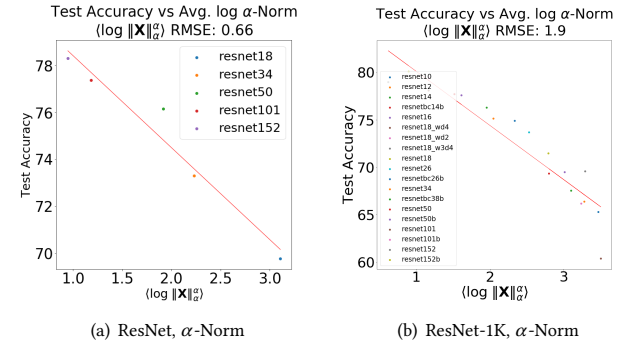 Test Accuracy vs Avg. log α-Norm
⟨log ‖X‖αα⟩ RMSE: 0.66
Test Accuracy
78
76
74
72
70
resnet18
resnet34
resnet50
resnet101
resnet152
1.0 1.5 2.0 2.5 3.0
⟨log ‖X‖αα⟩
(a) ResNet, α-Norm
Test Accuracy vs Avg. log α-Norm
⟨log ‖X‖αα⟩ RMSE: 1.9
Test Accuracy
80
75
70
65
60
resnet10
resnet12
resnet14
resnetbc14b
resnet16
resnet18_wd4
resnet18_wd2
resnet18_w3d4
resnet18
resnet26
resnetbc26b
resnet34
resnetbc38b
resnet50
resnet50b
resnet101
resnet101b
resnet152
resnet152b
1 2 3
⟨log ‖X‖αα⟩
(b) ResNet-1K, α-Norm